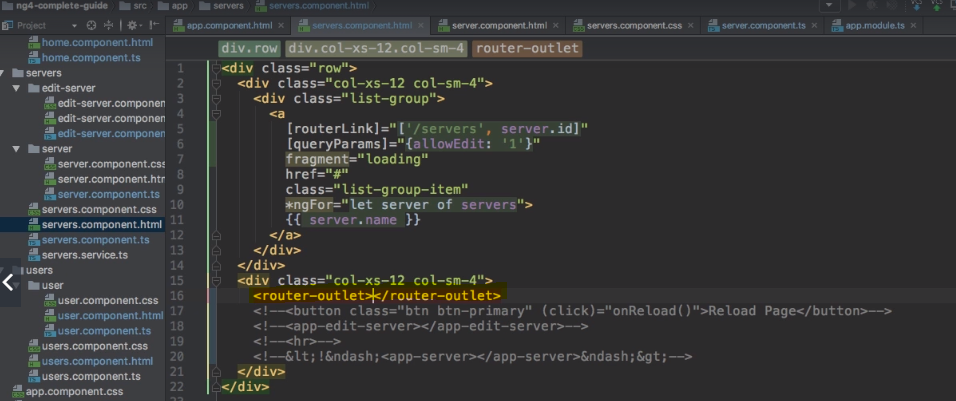 ng4-complete-guide src app servers servers.component.html
Project
app.component.html servers.component.html server.component.html servers.component.css server.component.ts app.module.ts
home.component.html
home.component.ts
servers
edit-server
edit-server.componen
edit-server.componen
edit-server.componen
server
server.component.css
server.component.htm
server.component.ts
servers.component.css
servers.component.html
servers.component.ts
servers.service.ts
users
user
user.component.css
user.component.html
user.component.ts
users.component.css
users.component.html
users.component.ts
app.component.css
div.row div.col-xs-12.col-sm-4 router-outlet
1 <div class="row">
2 <div class="col-xs-12 col-sm-4">
3 <div class="list-group">
4 <a
5 [routerLink]="['/servers', server.id]"
6 [queryParams]="{allowEdit: '1'}"
7 fragment="loading"
8 href="#"
9 class="list-group-item"
10 *ngFor="let server of servers">
11 {{ server.name }}
12 </a>
13 </div>
14 </div>
15 <div class="col-xs-12 col-sm-4">
16 <router-outlet></router-outlet>
17 <!--<button class="btn btn-primary" (click)="onReload()">Reload Page</button>-->
18 <!--<app-edit-server></app-edit-server>-->
19 <!--<hr>-->
20 <!--&lt;!&ndash;<app-server></app-server>&ndash;&gt;-->
21 </div>
22 </div>